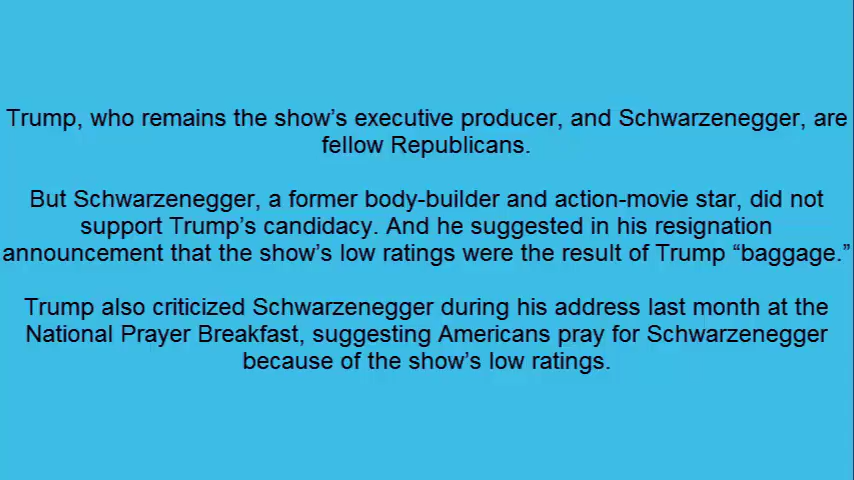 Trump, who remains the show’s executive producer, and Schwarzenegger, are
fellow Republicans.
But Schwarzenegger, a former body-builder and action-movie star, did not
support Trump’s candidacy. And he suggested in his resignation
announcement that the show’s low ratings were the result of Trump “baggage.”
Trump also criticized Schwarzenegger during his address last month at the
National Prayer Breakfast, suggesting Americans pray for Schwarzenegger
because of the show’s low ratings.